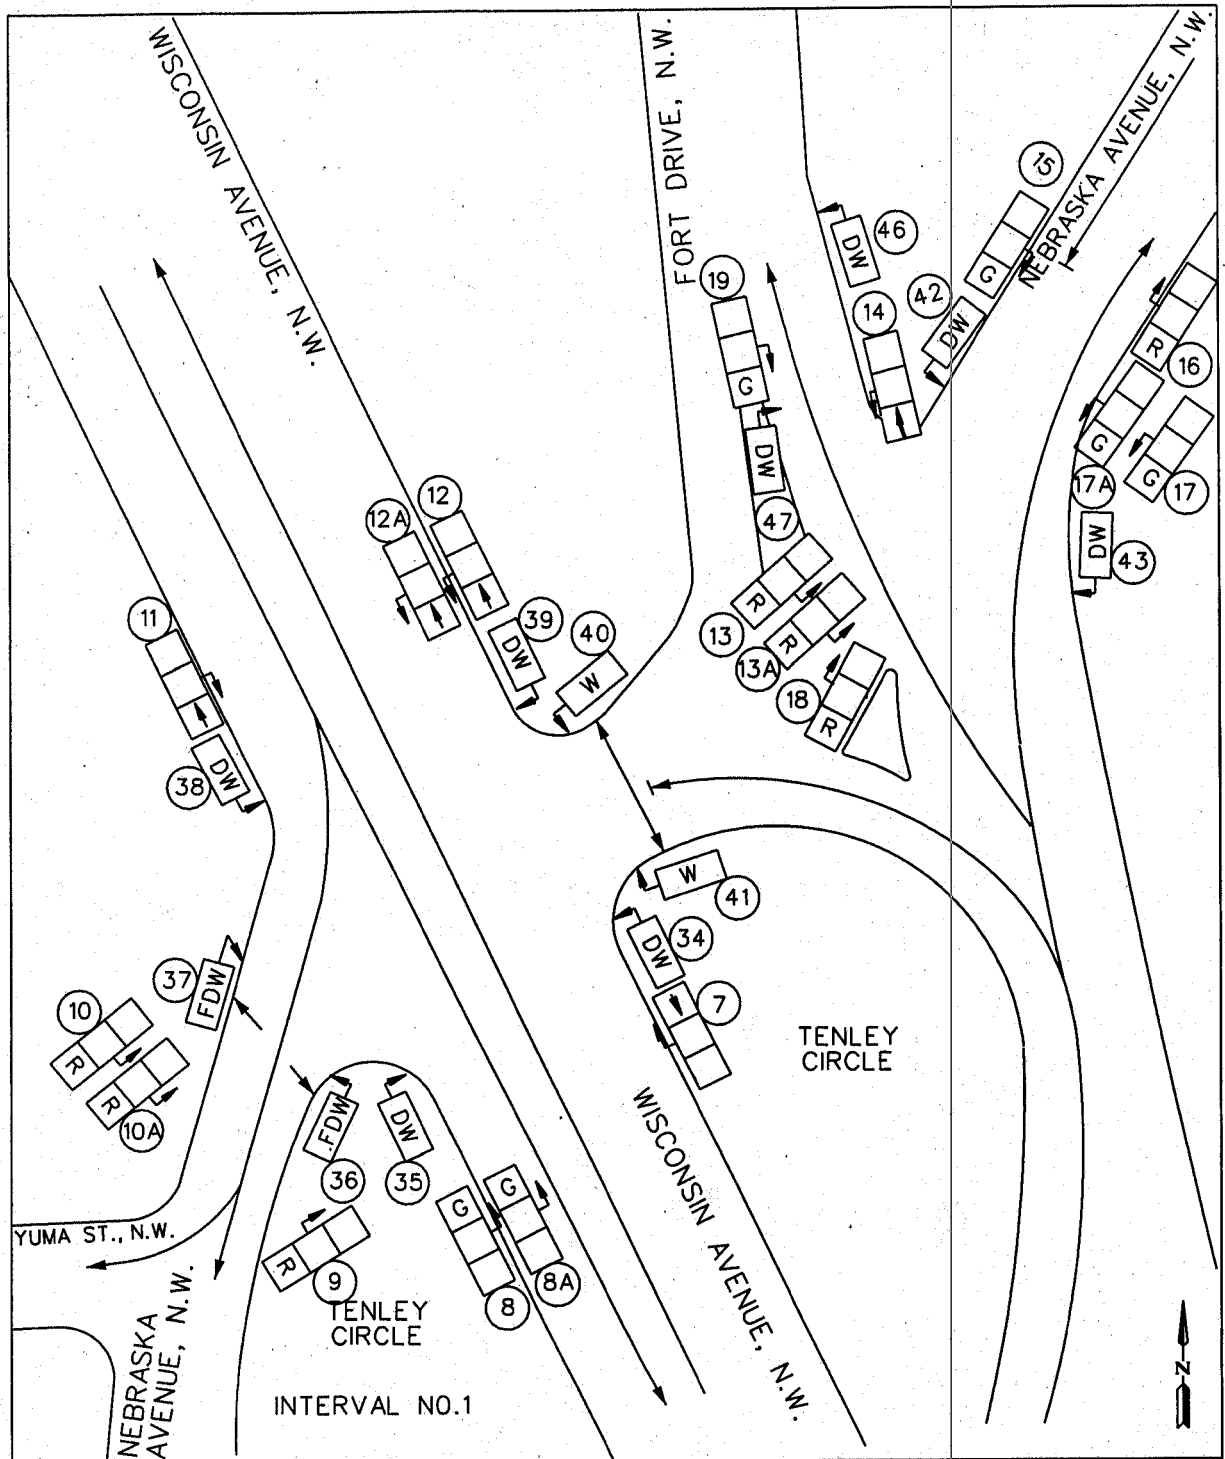 WISCONSIN AVENUE, N.W.
FORT DRIVE, N.W.
NEBRASKA AVENUE, N.W.
15
G
46
DW
42
DW
14
19
G
DW
47
16
R
17A
G
17
G
DW
43
12
12A
39
DW
40
W
11
38
DW
13
R
13A
R
18
R
W
41
34
DW
7
37
FDW
10
R
10A
R
TENLEY
CIRCLE
.FDW
36
DW
35
WISCONSIN AVENUE, N.W.
G
8
G
8A
R
9
YUMA ST., N.W.
TENLEY
CIRCLE
NEBRASKA
AVENUE, N.W.
INTERVAL NO.1
N